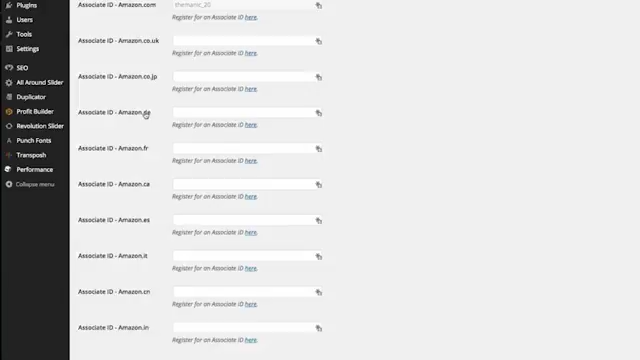 Plugins
Users
Tools
Settings
SEO
All Around Slider
Duplicator
Profit Builder
Revolution Slider
Punch Fonts
Transposh
Performance
Collapse menu
Associate ID - Amazon.com
themanic_20
Register for an Associate ID here.
Associate ID - Amazon.co.uk
Register for an Associate ID here.
Associate ID - Amazon.co.jp
Register for an Associate ID here.
Associate ID - Amazon.de
Register for an Associate ID here.
Associate ID - Amazon.fr
Register for an Associate ID here.
Associate ID - Amazon.ca
Register for an Associate ID here.
Associate ID - Amazon.es
Register for an Associate ID here.
Associate ID - Amazon.it
Register for an Associate ID here.
Associate ID - Amazon.cn
Register for an Associate ID here.
Associate ID - Amazon.in
Register for an Associate ID here.